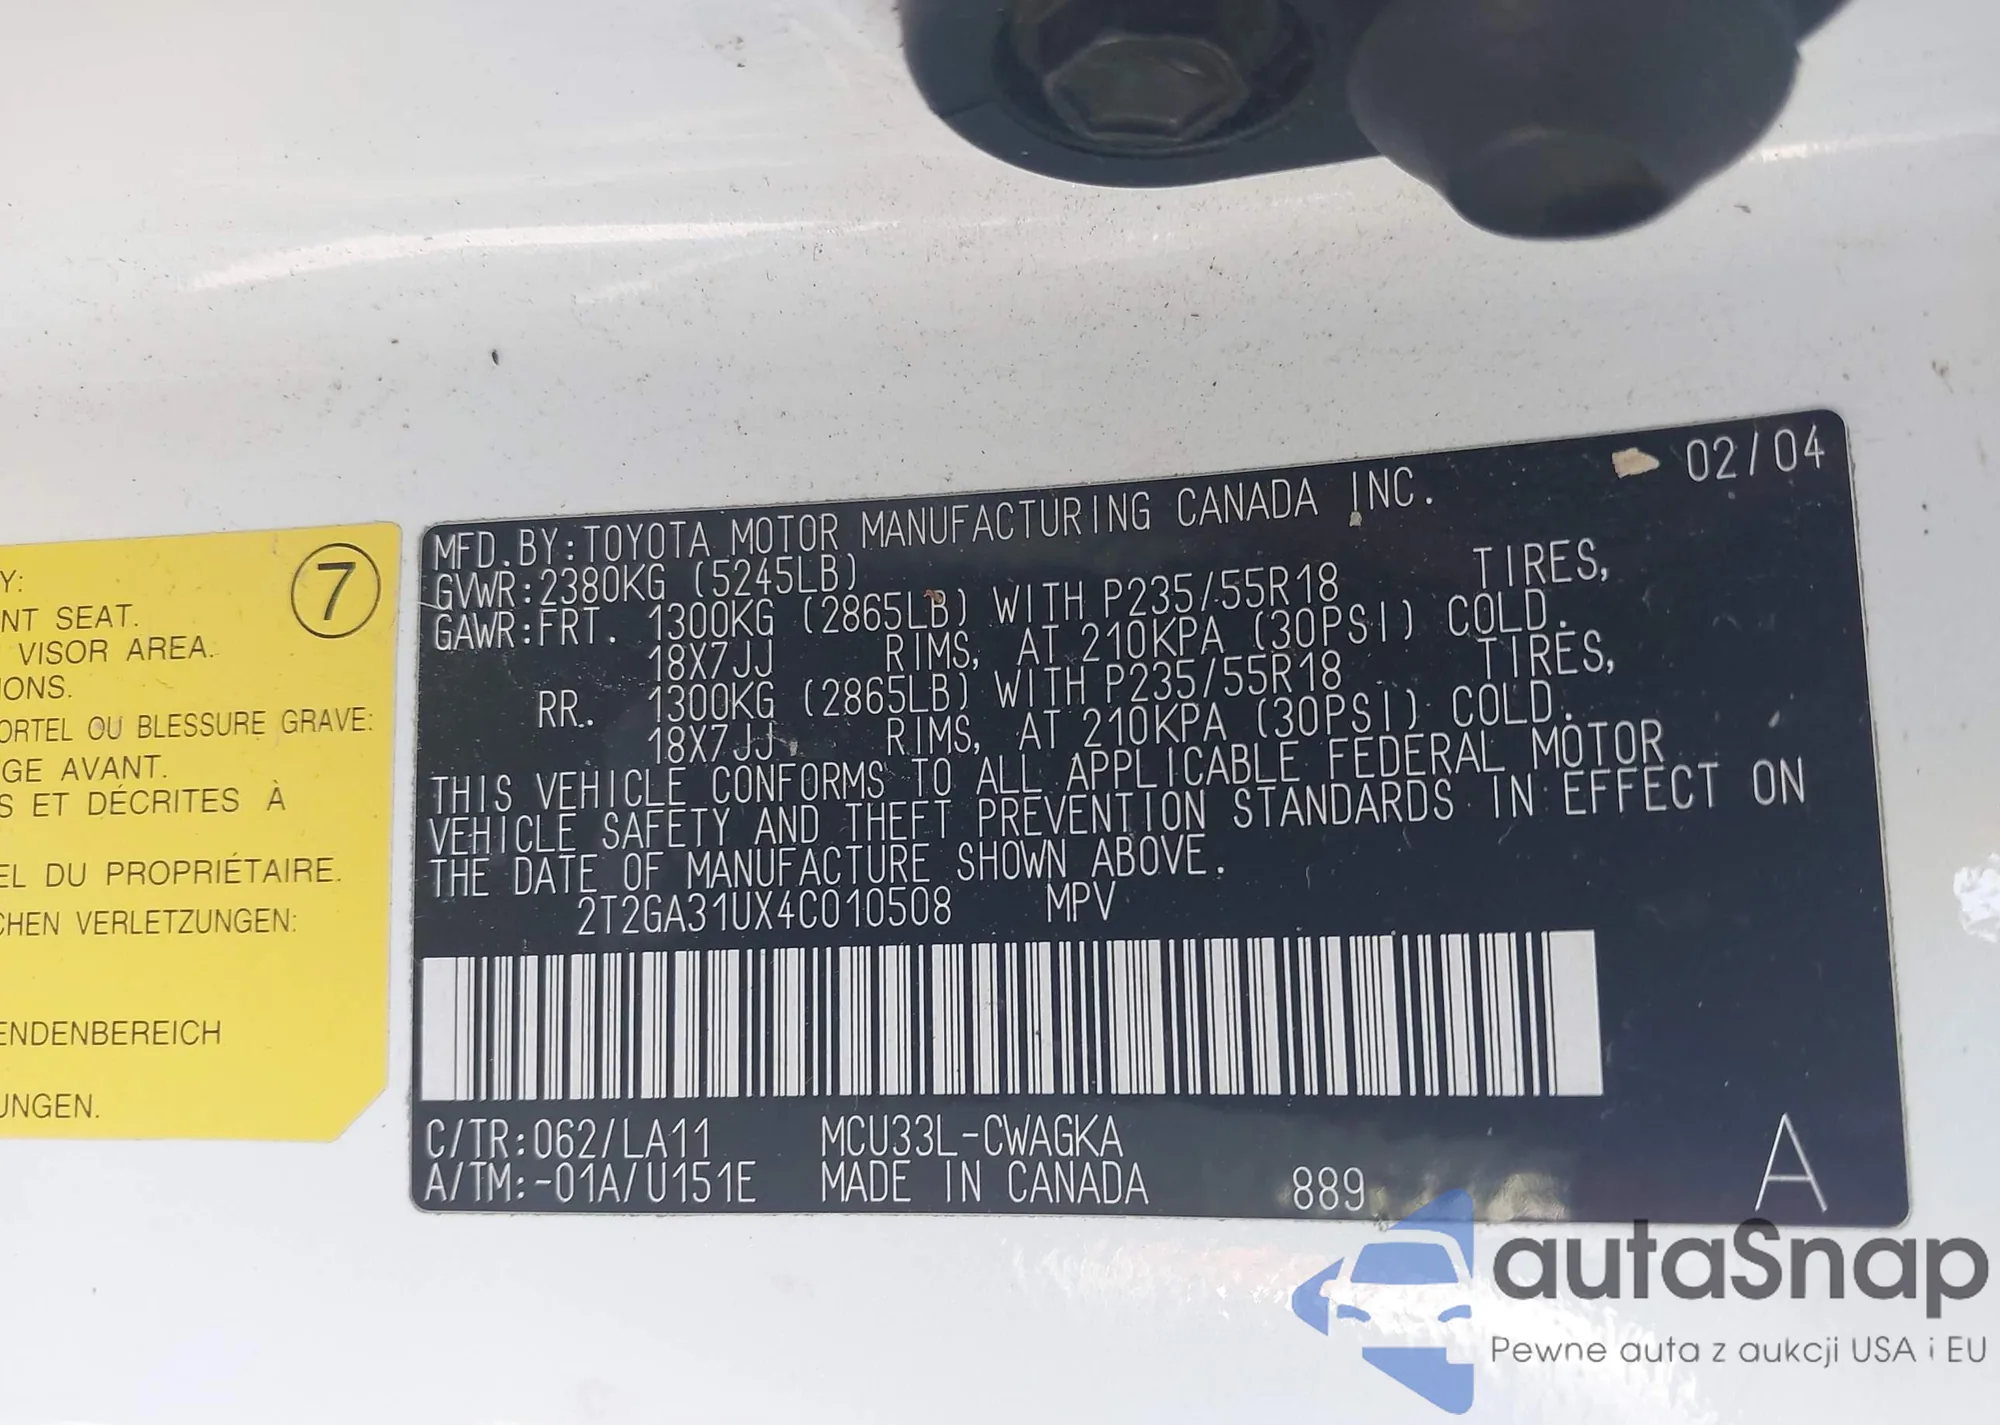 Y:
NT SEAT.
VISOR AREA.
IONS.
ORTEL OU BLESSURE GRAVE:
GE AVANT.
S ET DÉCRITES À
EL DU PROPRIÉTAIRE.
CHEN VERLETZUNGEN:
ENDENBEREICH
UNGEN.
7
02/04
MFD.BY:TOYOTA MOTOR MANUFACTURING CANADA INC.
GVWR:2380KG (5245LB)
GAWR:FRT. 1300KG (2865LB) WITH P235/55R18 TIRES,
18X7JJ RIMS, AT 210KPA (30PSI) COLD.
RR. 1300KG (2865LB) WITH P235/55R18 TIRES,
18X7JJ RIMS, AT 210KPA (30PSI) COLD.
THIS VEHICLE CONFORMS TO ALL APPLICABLE FEDERAL MOTOR
VEHICLE SAFETY AND THEFT PREVENTION STANDARDS IN EFFECT ON
THE DATE OF MANUFACTURE SHOWN ABOVE.
2T2GA31UX4C010508 MPV
C/TR:062/LA11 MCU33L-CWAGKA
A/TM:-01A/U151E MADE IN CANADA 889 A
autaSnap
Pewne auta z aukcji USA i EU